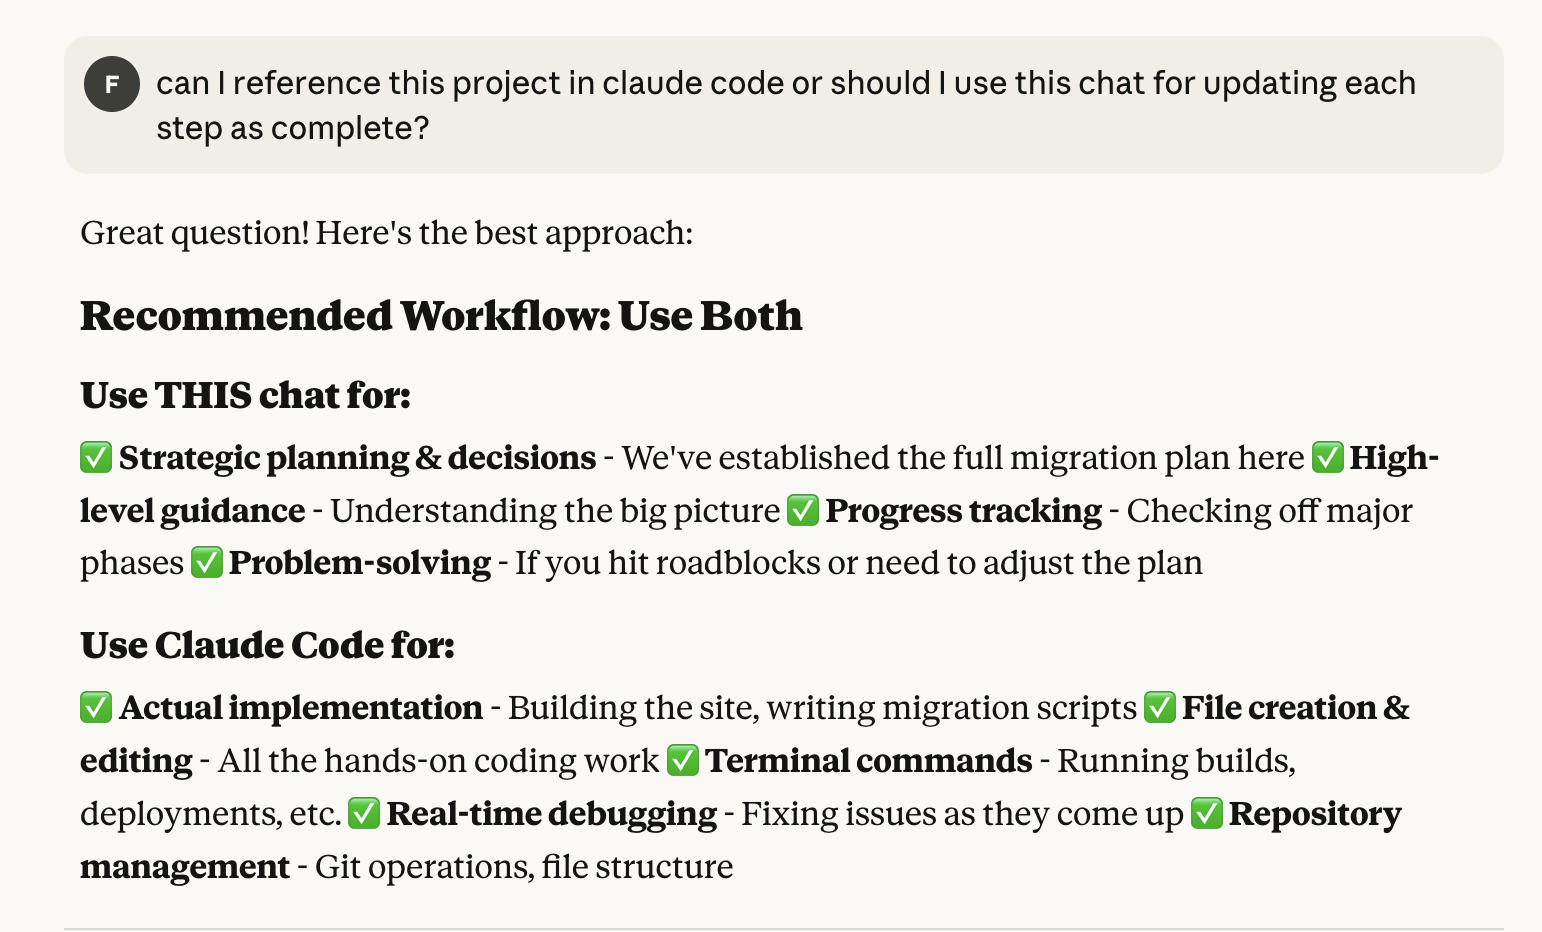 F
can I reference this project in claude code or should I use this chat for updating each
step as complete?
Great question! Here's the best approach:
Recommended Workflow: Use Both
Use THIS chat for:
✅ Strategic planning & decisions - We've established the full migration plan here ✅ High-
level guidance - Understanding the big picture ✅ Progress tracking - Checking off major
phases ✅ Problem-solving - If you hit roadblocks or need to adjust the plan
Use Claude Code for:
✅ Actual implementation - Building the site, writing migration scripts ✅ File creation &
editing - All the hands-on coding work ✅ Terminal commands - Running builds,
deployments, etc. ✅ Real-time debugging - Fixing issues as they come up ✅ Repository
management - Git operations, file structure